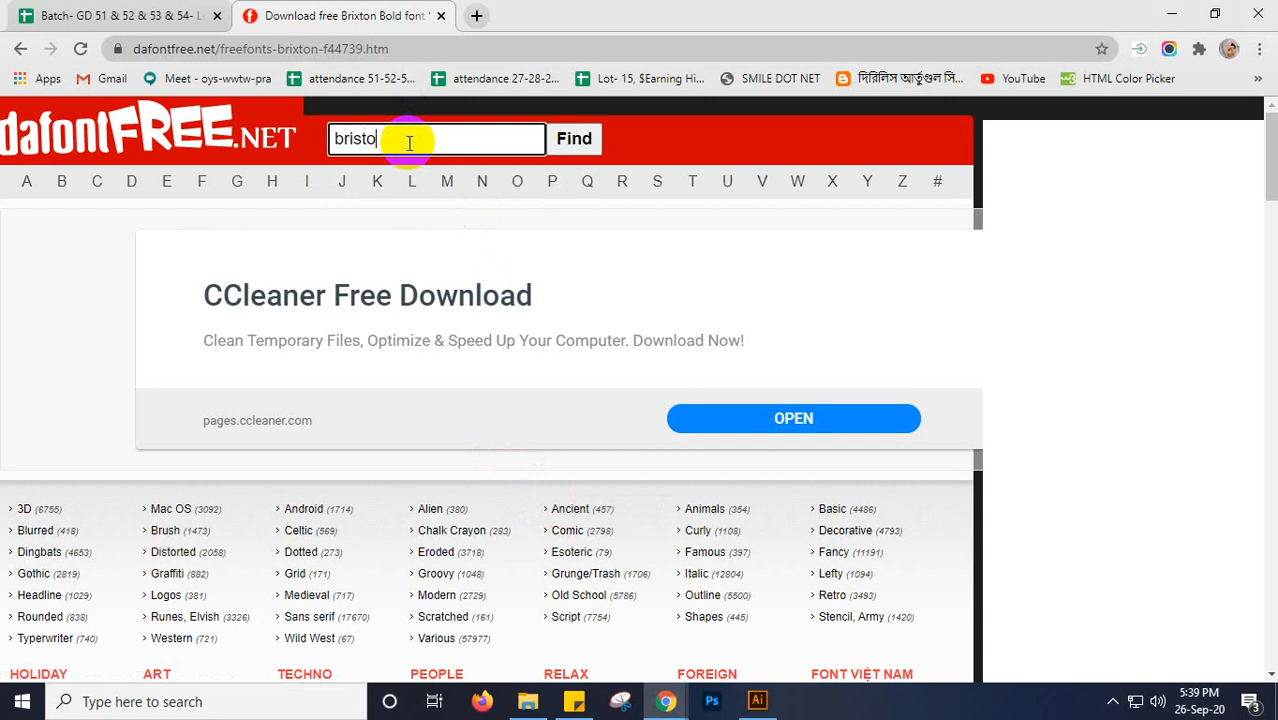 Batch- GD 51 & 52 & 53 & 54- L
Download free Brixton Bold font
dafontfree.net/freefonts-brixton-f44739.htm
Apps Gmail Meet - oys-wwtw-pra attendance 51-52-5... attendance 27-28-2... Lot- 15, $Earning Hi... SMILE DOT NET দিরিলিস আর্তুগুল সি... YouTube HTML Color Picker »
dafontFREE.NET bristo Find
A B C D E F G H I J K L M N O P Q R S T U V W X Y Z #
CCleaner Free Download
Clean Temporary Files, Optimize & Speed Up Your Computer. Download Now!
pages.ccleaner.com OPEN
3D (6755) Mac OS (3092) Android (1714) Alien (380) Ancient (457) Animals (354) Basic (4486)
Blurred (418) Brush (1473) Celtic (569) Chalk Crayon (283) Comic (2798) Curly (1108) Decorative (4793)
Dingbats (4653) Distorted (2058) Dotted (273) Eroded (3718) Esoteric (79) Famous (397) Fancy (11191)
Gothic (2819) Graffiti (882) Grid (171) Groovy (1048) Grunge/Trash (1706) Italic (12804) Lefty (1094)
Headline (1029) Logos (381) Medieval (717) Modern (2729) Old School (5786) Outline (5500) Retro (3493)
Rounded (838) Runes, Elvish (3326) Sans serif (17670) Scratched (161) Script (7754) Shapes (445) Stencil, Army (1420)
Typewriter (740) Western (721) Wild West (67) Various (57977)
HOLIDAY ART TECHNO PEOPLE RELAX FOREIGN FONT VIỆT NAM
Type here to search Ps Ai 5:39 PM
26-Sep-20 3